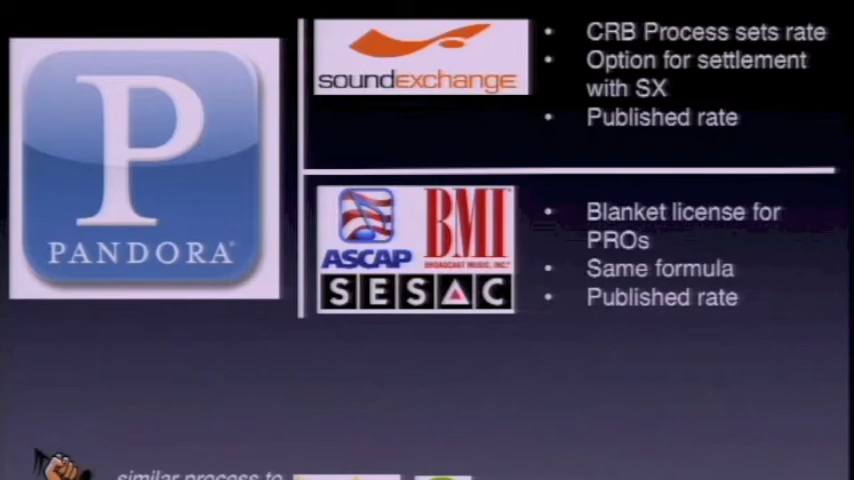 P
PANDORA
soundexchange
CRB Process sets rate
Option for settlement
with SX
Published rate
ASCAP
BMI
BROADCAST MUSIC, INC.
SESAC
Blanket license for
PROs
Same formula
Published rate
similar process to